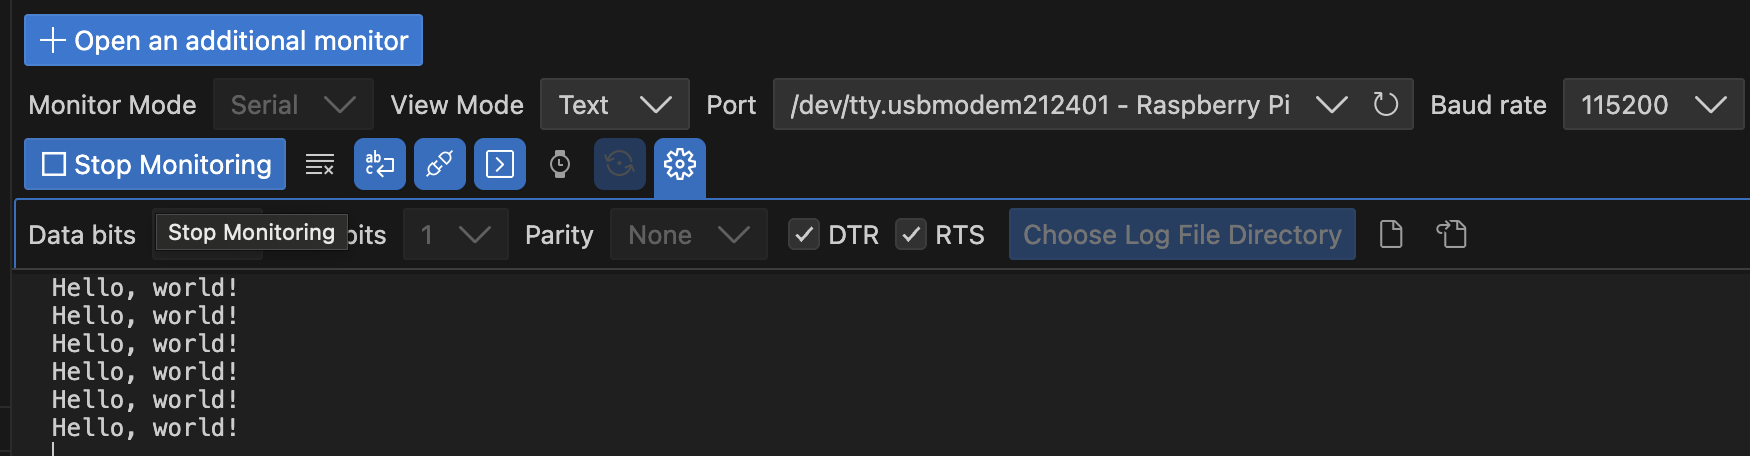 Open an additional monitor
Monitor Mode Serial View Mode Text Port /dev/tty.usbmodem212401 - Raspberry Pi Baud rate 115200
Stop Monitoring
Data bits Stop Monitoring bits 1 Parity None DTR RTS Choose Log File Directory
Hello, world!
Hello, world!
Hello, world!
Hello, world!
Hello, world!
Hello, world!